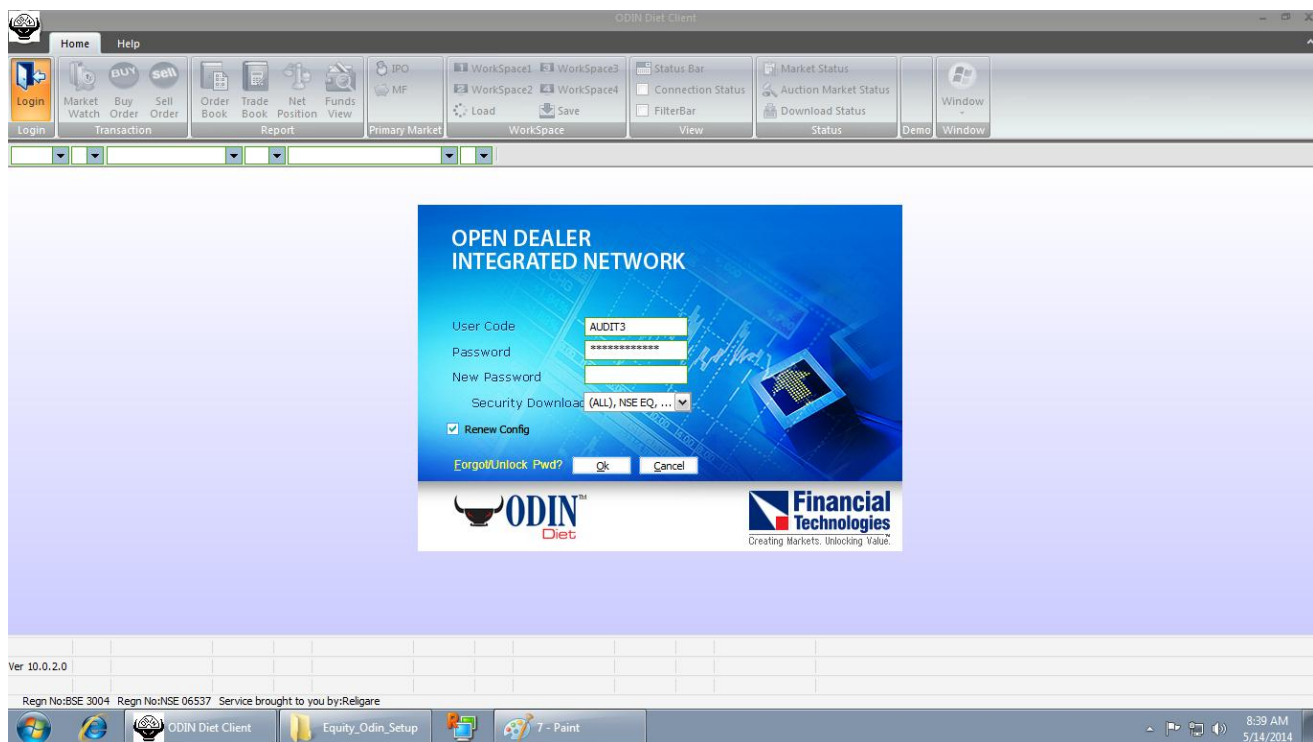 ODIN Diet Client
Home Help
Login
Market Watch
Buy Order
Sell Order
Order Book
Trade Book
Net Position
Funds View
IPO
MF
WorkSpace1 WorkSpace3
WorkSpace2 WorkSpace4
Load Save
Status Bar
Connection Status
FilterBar
Market Status
Auction Market Status
Download Status
Window
Login Transaction Report Primary Market WorkSpace View Status Demo Window
BUY
sell
OPEN DEALER
INTEGRATED NETWORK
User Code AUDIT3
Password ************
New Password
Security Download (ALL), NSE EQ, ...
Renew Config
Forgot/Unlock Pwd? Ok Cancel
ODIN™
Diet
Financial
Technologies
Creating Markets. Unlocking Value.
Ver 10.0.2.0
Regn No:BSE 3004 Regn No:NSE 06537 Service brought to you by:Religare
ODIN Diet Client Equity_Odin_Setup 7 - Paint
8:39 AM
5/14/2014